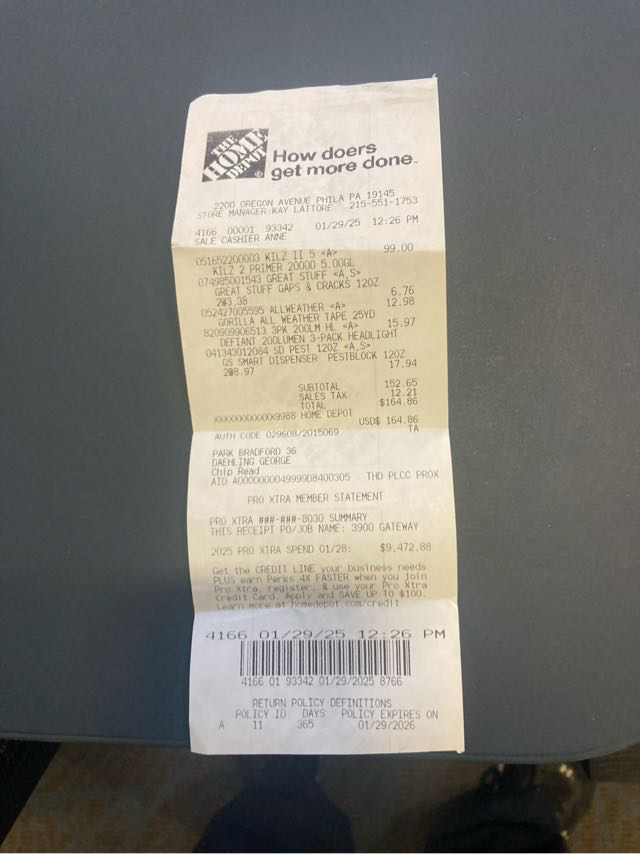 THE
HOME
DEPOT
®
How doers
get more done™
2200 OREGON AVENUE PHILA PA 19145
STORE MANAGER:KAY LATTORE 215-551-1753
4166 00001 93342 01/29/25 12:26 PM
SALE CASHIER ANNE
051652200003 KILZ II 5 <A> 99.00
KILZ 2 PRIMER 20000 5.00GL
074985001543 GREAT STUFF <A,S>
GREAT STUFF GAPS & CRACKS 12OZ
2@3.38 6.76
052427005595 ALLWEATHER <A> 12.98
GORILLA ALL WEATHER TAPE 25YD
820909906513 3PK 200LM HL <A> 15.97
DEFIANT 200LUMEN 3-PACK HEADLIGHT
041343012084 SD PEST 12OZ <A,S>
GS SMART DISPENSER PESTBLOCK 12OZ
2@8.97 17.94
SUBTOTAL 152.65
SALES TAX 12.21
TOTAL $164.86
XXXXXXXXXXXX9988 HOME DEPOT
USD$ 164.86
AUTH CODE 029608/2015069 TA
PARK BRADFORD 36
DAEHLING GEORGE
Chip Read
AID A0000000049999D8400305 THD PLCC PROX
PRO XTRA MEMBER STATEMENT
PRO XTRA ###-###-8030 SUMMARY
THIS RECEIPT PO/JOB NAME: 3900 GATEWAY
2025 PRO XTRA SPEND 01/28: $9,472.88
Get the CREDIT LINE your business needs
PLUS earn Perks 4X FASTER when you join
Pro Xtra, register, & use your Pro Xtra
Credit Card. Apply and SAVE UP TO $100.
Learn more at homedepot.com/credit
4166 01/29/25 12:26 PM
4166 01 93342 01/29/2025 8766
RETURN POLICY DEFINITIONS
POLICY ID DAYS POLICY EXPIRES ON
A 11 365 01/29/2026